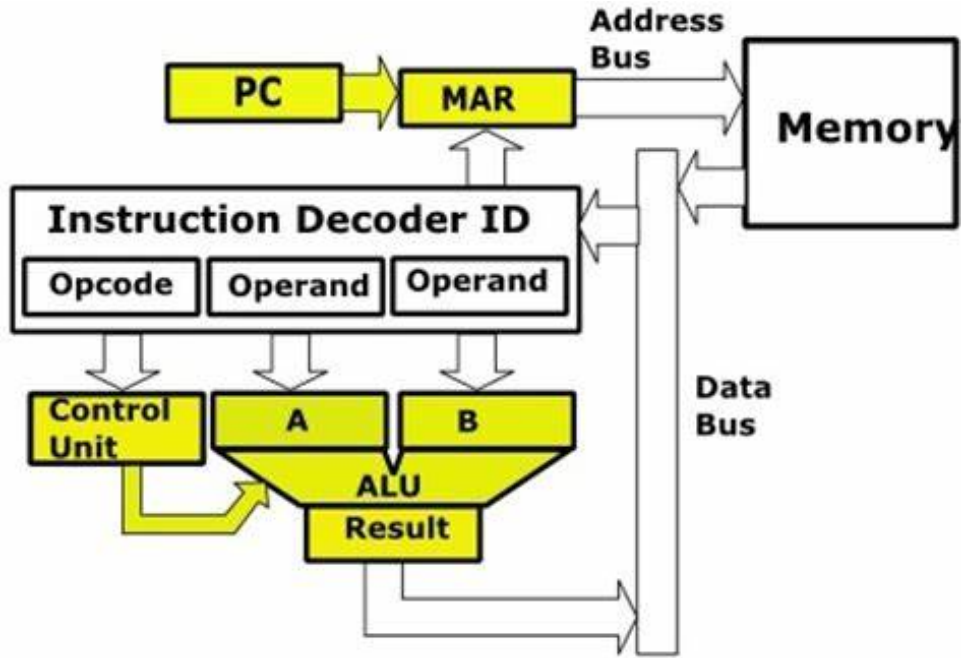 Address
Bus
PC
MAR
Memory
Instruction Decoder ID
Opcode
Operand
Operand
Control
Unit
A
B
ALU
Result
Data
Bus